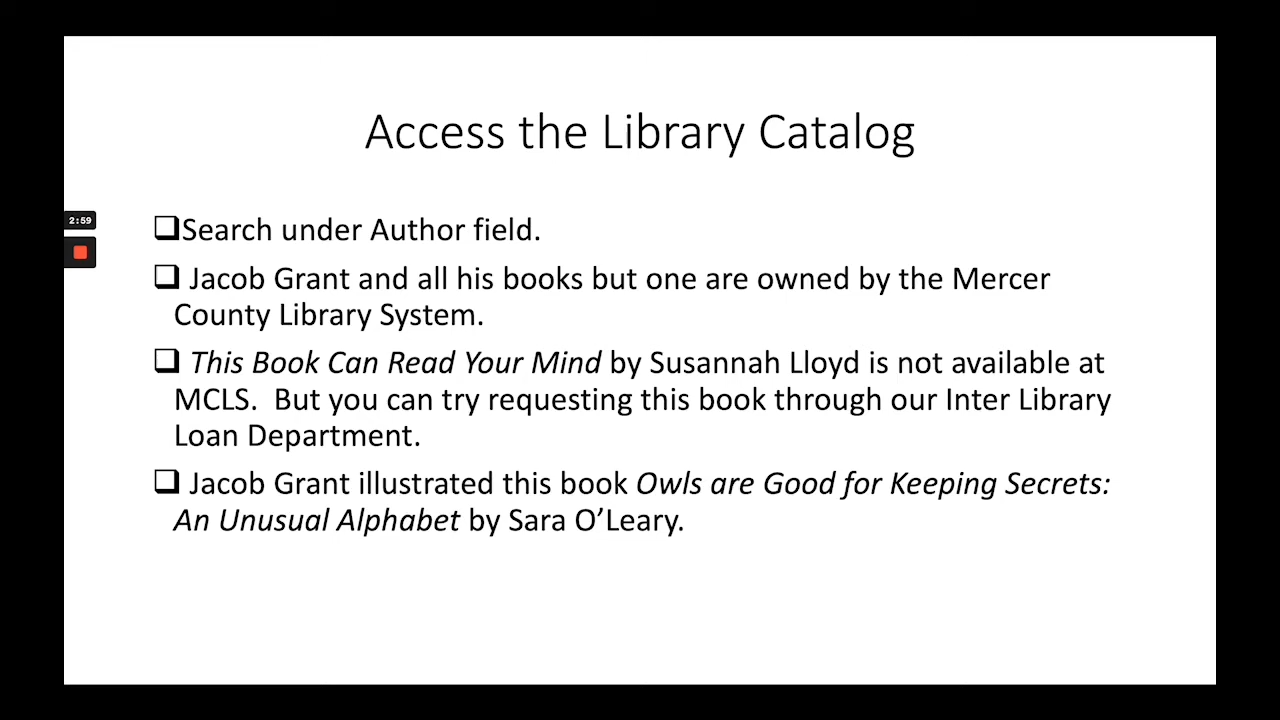 Access the Library Catalog
2:59
❑Search under Author field.
❑ Jacob Grant and all his books but one are owned by the Mercer
County Library System.
❑ This Book Can Read Your Mind by Susannah Lloyd is not available at
MCLS.  But you can try requesting this book through our Inter Library
Loan Department.
❑ Jacob Grant illustrated this book Owls are Good for Keeping Secrets:
An Unusual Alphabet by Sara O’Leary.